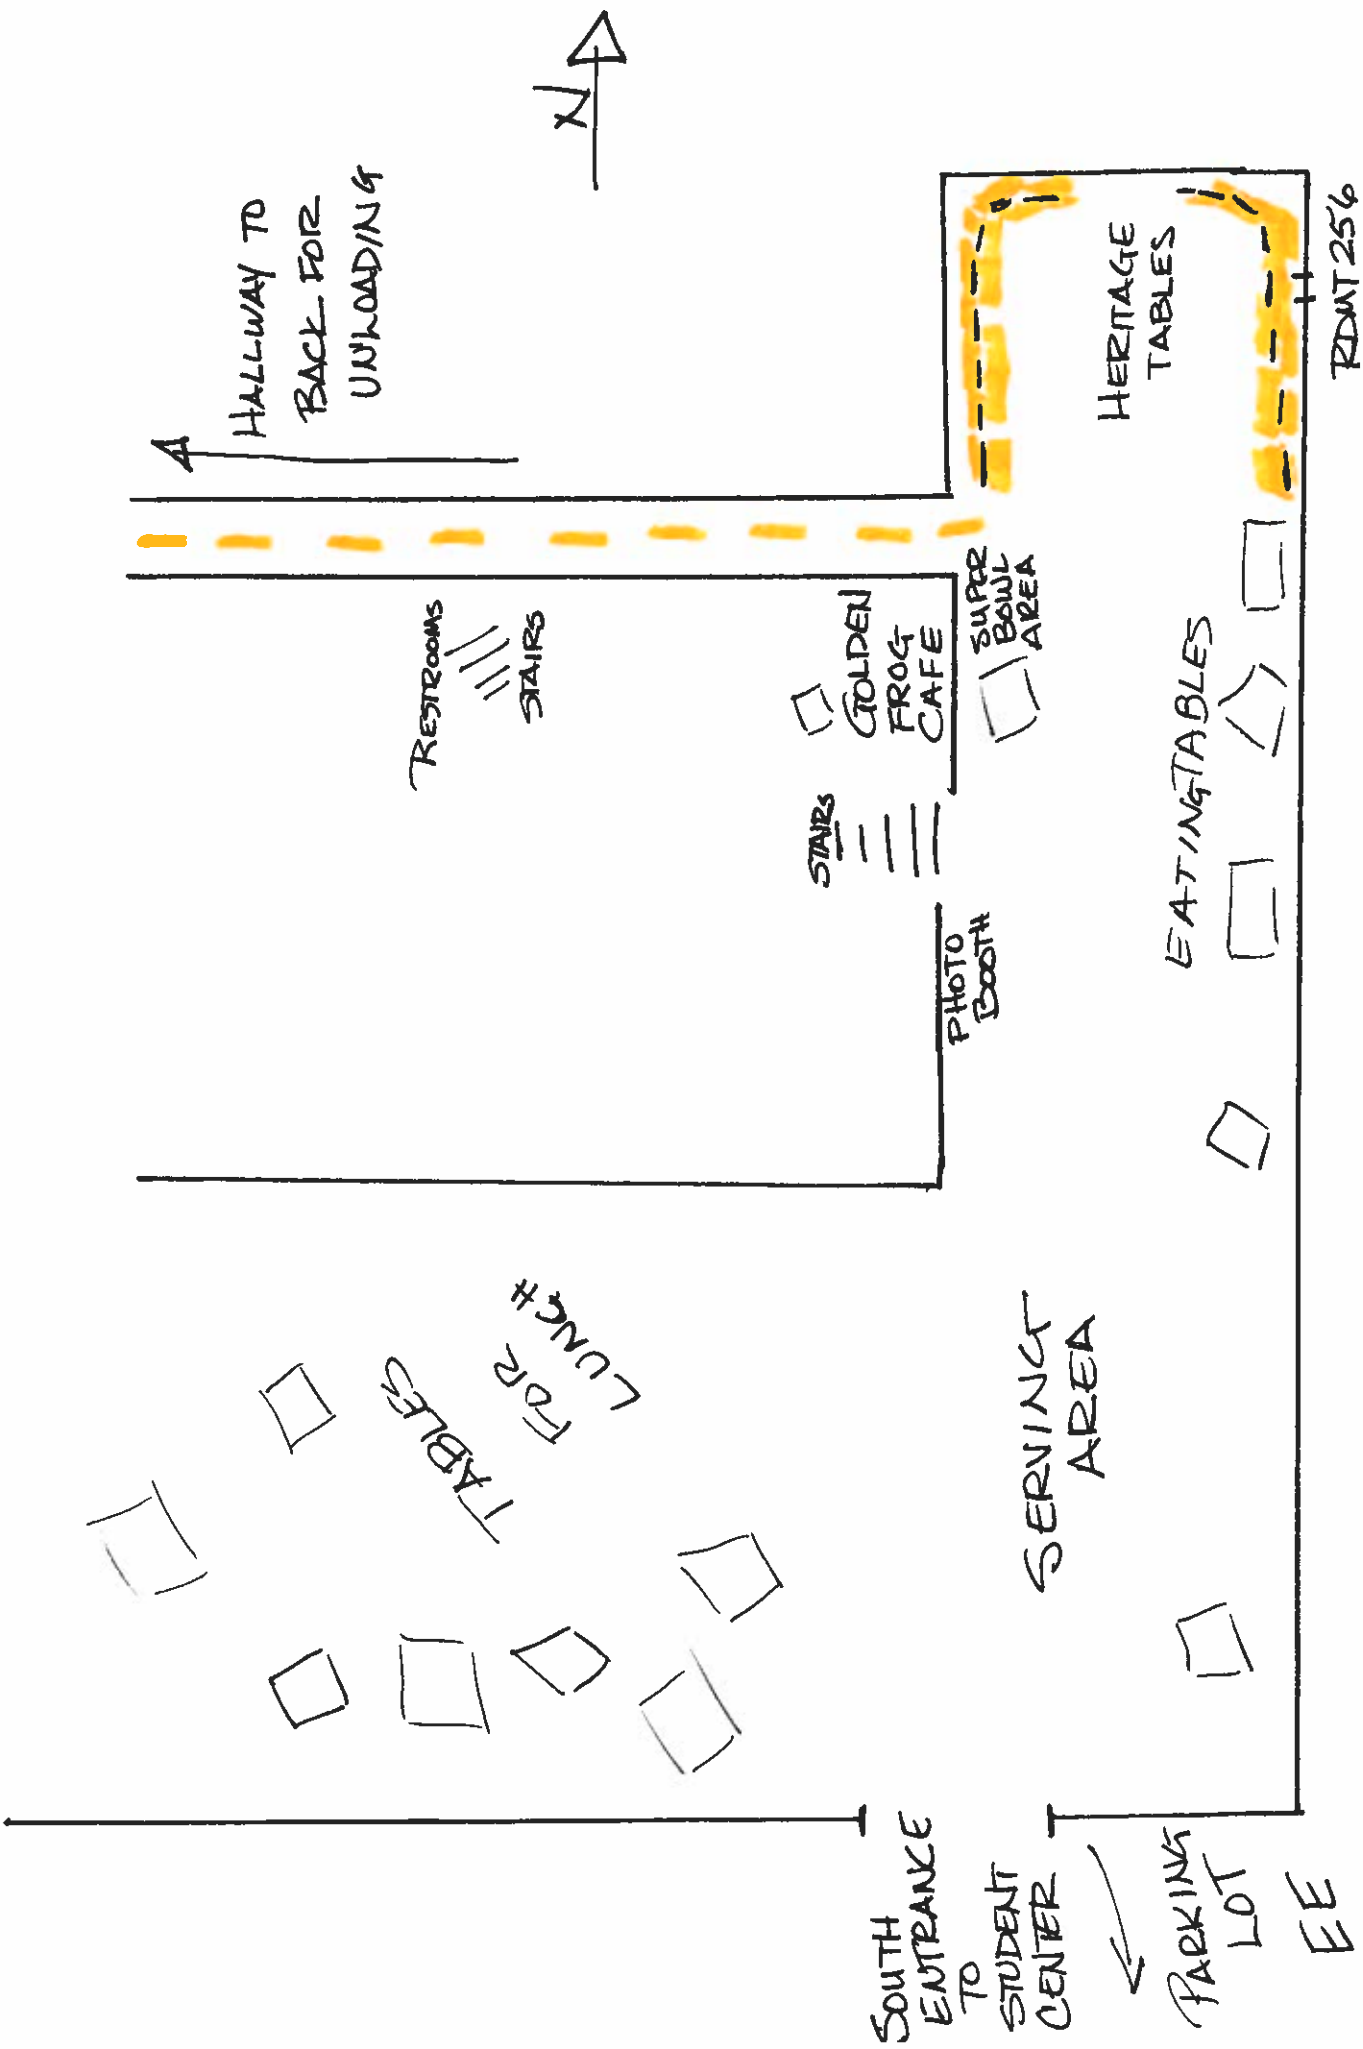 N
HALLWAY TO
BACK FOR
UNLOADING
HERITAGE
TABLES
RDMT 256
RESTROOMS
STAIRS
GOLDEN
FROG
CAFE
SUPER
BOWL
AREA
STAIRS
EATING TABLES
PHOTO
BOOTH
TABLES
FOR
LUNCH
SERVING
AREA
SOUTH
ENTRANCE
TO
STUDENT
CENTER
PARKING
LOT
EE